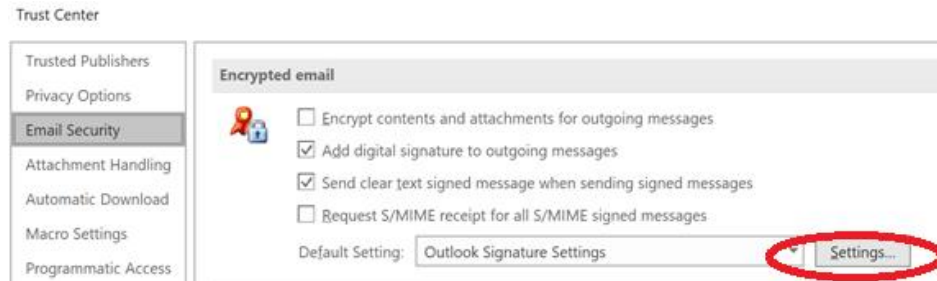 Trust Center
Trusted Publishers
Privacy Options
Email Security
Attachment Handling
Automatic Download
Macro Settings
Programmatic Access
Encrypted email
Encrypt contents and attachments for outgoing messages
Add digital signature to outgoing messages
Send clear text signed message when sending signed messages
Request S/MIME receipt for all S/MIME signed messages
Default Setting: Outlook Signature Settings Settings...